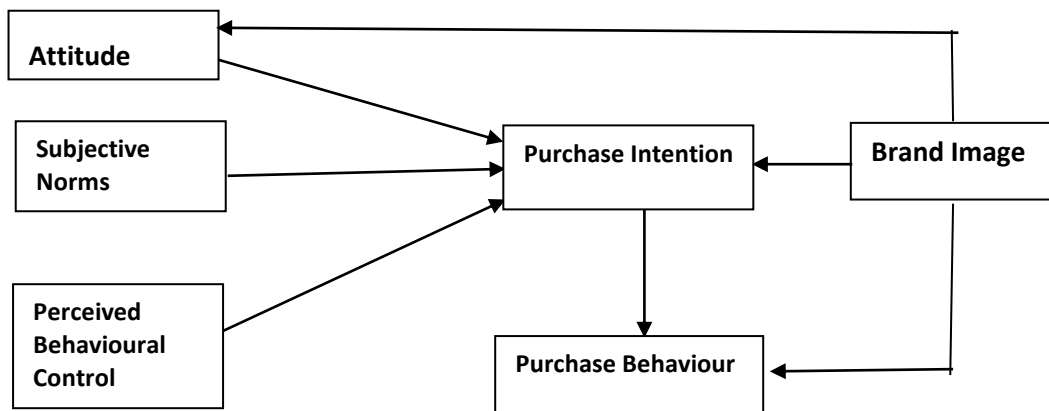 Attitude
Subjective
Norms
Purchase Intention
Brand Image
Perceived
Behavioural
Control
Purchase Behaviour